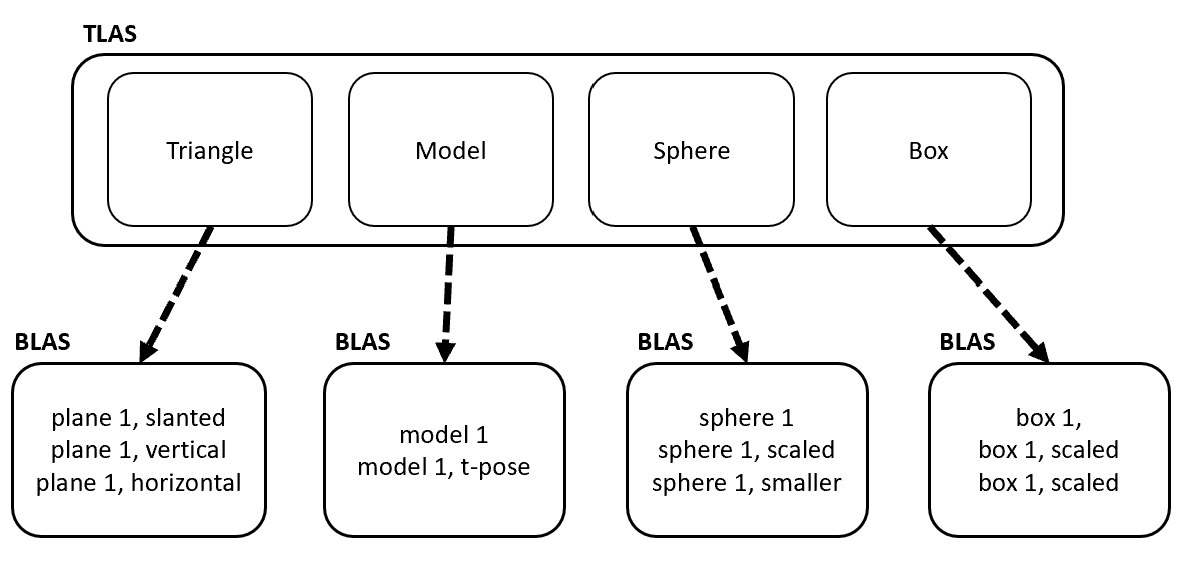 TLAS
Triangle
Model
Sphere
Box
BLAS
BLAS
BLAS
BLAS
plane 1, slanted
plane 1, vertical
plane 1, horizontal
model 1
model 1, t-pose
sphere 1
sphere 1, scaled
sphere 1, smaller
box 1,
box 1, scaled
box 1, scaled